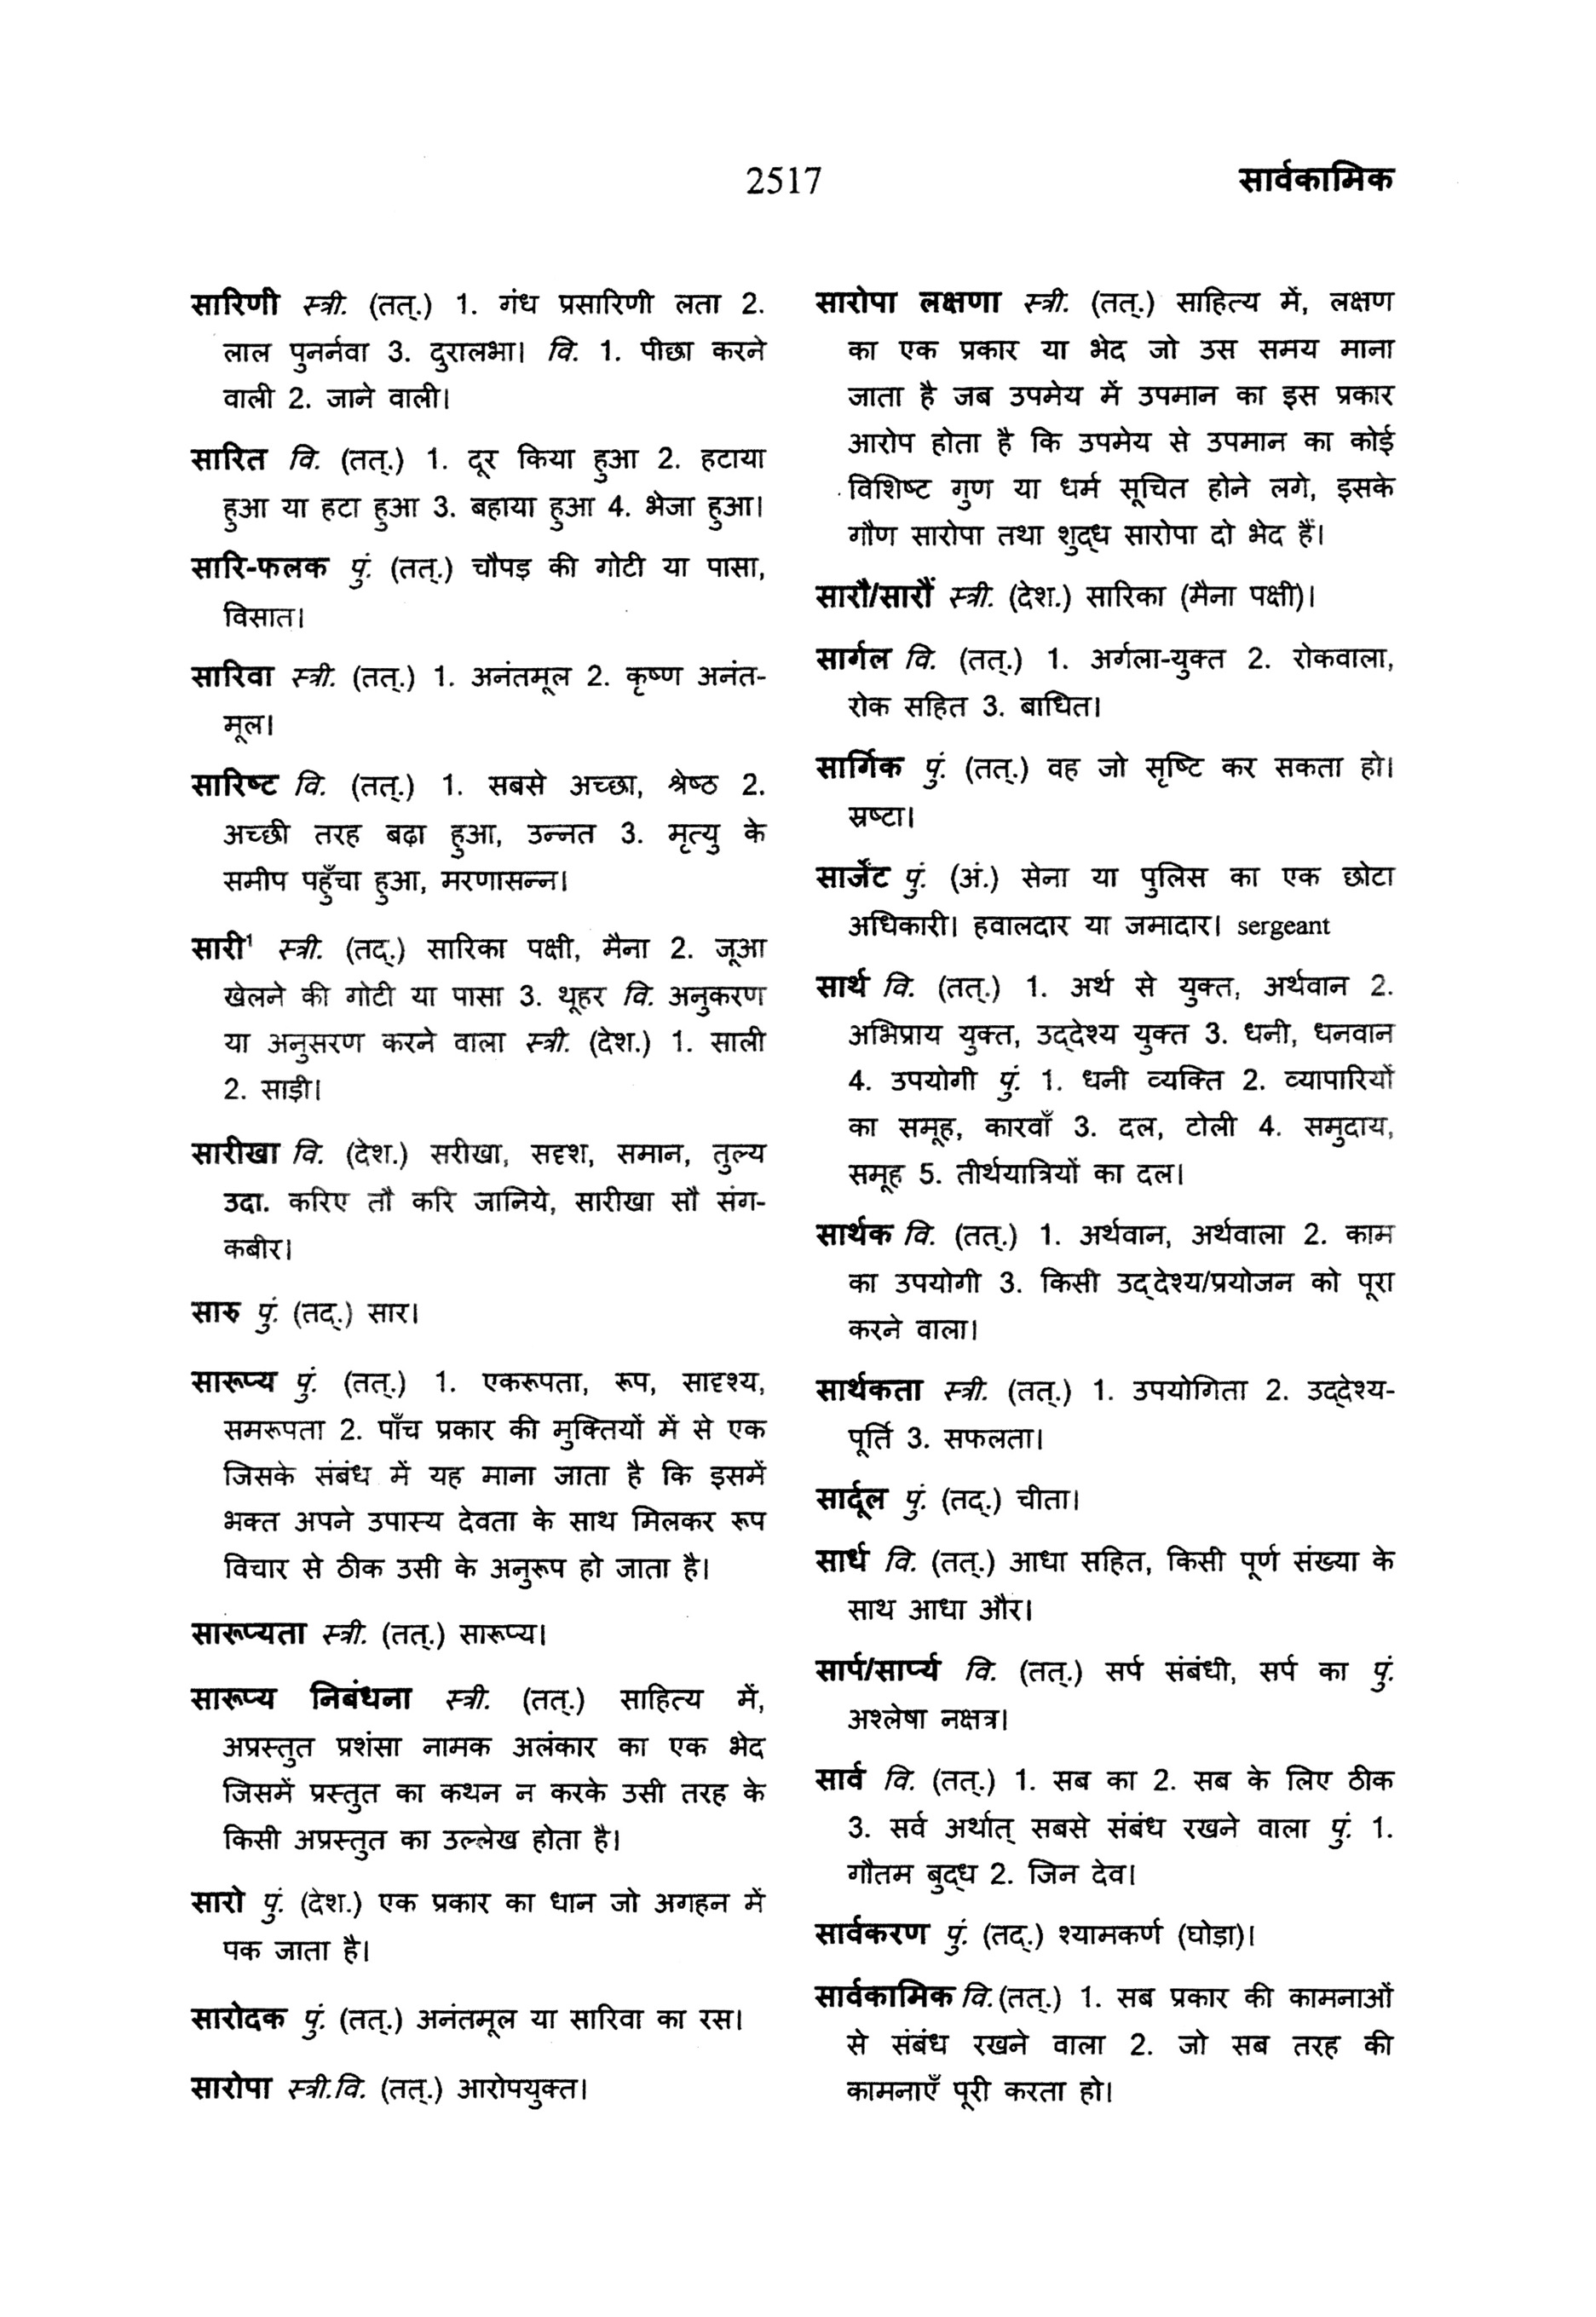 2517
सार्वकामिक
सारिणी स्त्री. (तत्.) 1. गंध प्रसारिणी लता 2.
लाल पुनर्नवा 3. दुरालभा। वि. 1. पीछा करने
वाली 2. जाने वाली।
सारित वि. (तत्.) 1. दूर किया हुआ 2. हटाया
हुआ या हटा हुआ 3. बहाया हुआ 4. भेजा हुआ।
सारि-फलक पुं. (तत्.) चौपड़ की गोटी या पासा,
विसात।
सारिवा स्त्री. (तत्.) 1. अनंतमूल 2. कृष्ण अनंत-
मूल।
सारिष्ट वि. (तत्.) 1. सबसे अच्छा, श्रेष्ठ 2.
अच्छी तरह बढ़ा हुआ, उन्नत 3. मृत्यु के
समीप पहुँचा हुआ, मरणासन्न।
सारी¹ स्त्री. (तद्.) सारिका पक्षी, मैना 2. जूआ
खेलने की गोटी या पासा 3. थूहर वि. अनुकरण
या अनुसरण करने वाला स्त्री. (देश.) 1. साली
2. साड़ी।
सारीखा वि. (देश.) सरीखा, सदृश, समान, तुल्य
उदा. करिए तौ करि जानिये, सारीखा सौ संग-
कबीर।
सारु पुं. (तद्.) सार।
सारूप्य पुं. (तत्.) 1. एकरूपता, रूप, सादृश्य,
समरूपता 2. पाँच प्रकार की मुक्तियों में से एक
जिसके संबंध में यह माना जाता है कि इसमें
भक्त अपने उपास्य देवता के साथ मिलकर रूप
विचार से ठीक उसी के अनुरूप हो जाता है।
सारूप्यता स्त्री. (तत्.) सारूप्य।
सारूप्य निबंधना स्त्री. (तत्.) साहित्य में,
अप्रस्तुत प्रशंसा नामक अलंकार का एक भेद
जिसमें प्रस्तुत का कथन न करके उसी तरह के
किसी अप्रस्तुत का उल्लेख होता है।
सारो पुं. (देश.) एक प्रकार का धान जो अगहन में
पक जाता है।
सारोदक पुं. (तत्.) अनंतमूल या सारिवा का रस।
सारोपा स्त्री.वि. (तत्.) आरोपयुक्त।
सारोपा लक्षणा स्त्री. (तत्.) साहित्य में, लक्षण
का एक प्रकार या भेद जो उस समय माना
जाता है जब उपमेय में उपमान का इस प्रकार
आरोप होता है कि उपमेय से उपमान का कोई
विशिष्ट गुण या धर्म सूचित होने लगे, इसके
गौण सारोपा तथा शुद्ध सारोपा दो भेद हैं।
सारौ/सारौं स्त्री. (देश.) सारिका (मैना पक्षी)।
सार्गल वि. (तत्.) 1. अर्गला-युक्त 2. रोकवाला,
रोक सहित 3. बाधित।
सार्गिक पुं. (तत्.) वह जो सृष्टि कर सकता हो।
स्रष्टा।
सार्जेंट पुं. (अं.) सेना या पुलिस का एक छोटा
अधिकारी। हवालदार या जमादार। sergeant
सार्थ वि. (तत्.) 1. अर्थ से युक्त, अर्थवान 2.
अभिप्राय युक्त, उद्देश्य युक्त 3. धनी, धनवान
4. उपयोगी पुं. 1. धनी व्यक्ति 2. व्यापारियों
का समूह, कारवाँ 3. दल, टोली 4. समुदाय,
समूह 5. तीर्थयात्रियों का दल।
सार्थक वि. (तत्.) 1. अर्थवान, अर्थवाला 2. काम
का उपयोगी 3. किसी उद्देश्य/प्रयोजन को पूरा
करने वाला।
सार्थकता स्त्री. (तत्.) 1. उपयोगिता 2. उद्देश्य-
पूर्ति 3. सफलता।
सार्दूल पुं. (तद्.) चीता।
सार्ध वि. (तत्.) आधा सहित, किसी पूर्ण संख्या के
साथ आधा और।
सार्प/सार्प्य वि. (तत्.) सर्प संबंधी, सर्प का पुं.
अश्लेषा नक्षत्र।
सार्व वि. (तत्.) 1. सब का 2. सब के लिए ठीक
3. सर्व अर्थात् सबसे संबंध रखने वाला पुं. 1.
गौतम बुद्ध 2. जिन देव।
सार्वकरण पुं. (तद्.) श्यामकर्ण (घोड़ा)।
सार्वकामिक वि.(तत्.) 1. सब प्रकार की कामनाओं
से संबंध रखने वाला 2. जो सब तरह की
कामनाएँ पूरी करता हो।